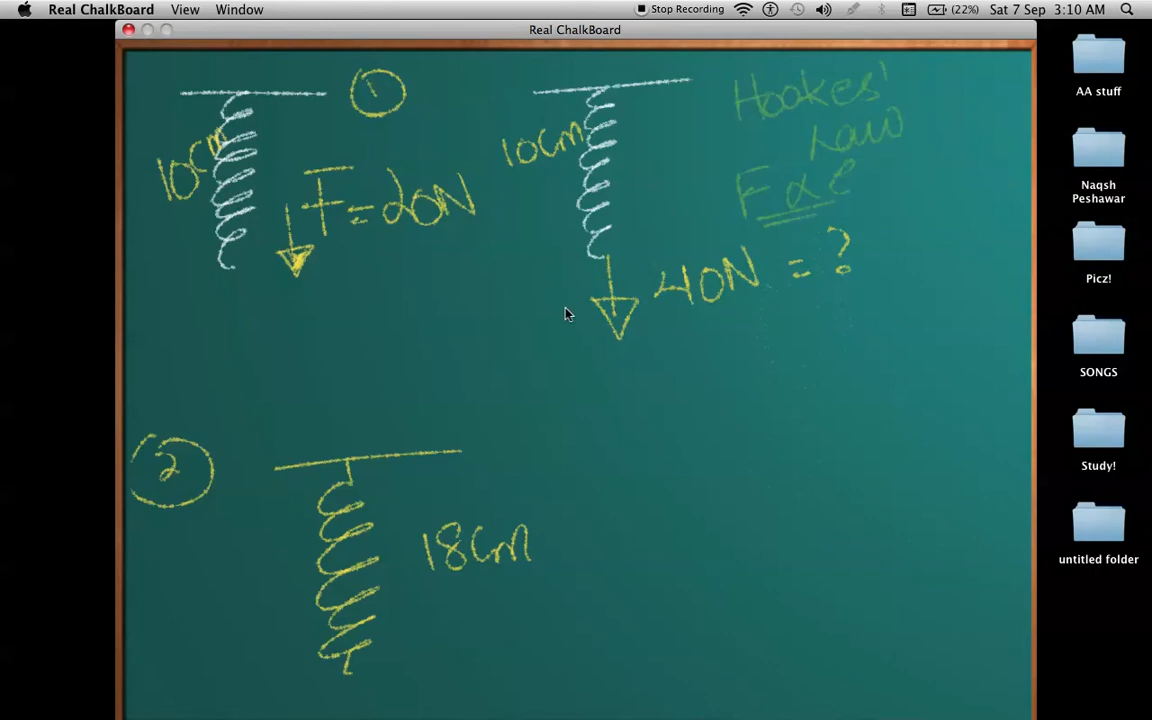 Real ChalkBoard View Window Stop Recording (22%) Sat 7 Sep 3:10 AM
Real ChalkBoard
1
10cm
F=20N
10cm
40N = ?
Hookes'
Law
F α e
2
18cm
AA stuff
Naqsh
Peshawar
Picz!
SONGS
Study!
untitled folder